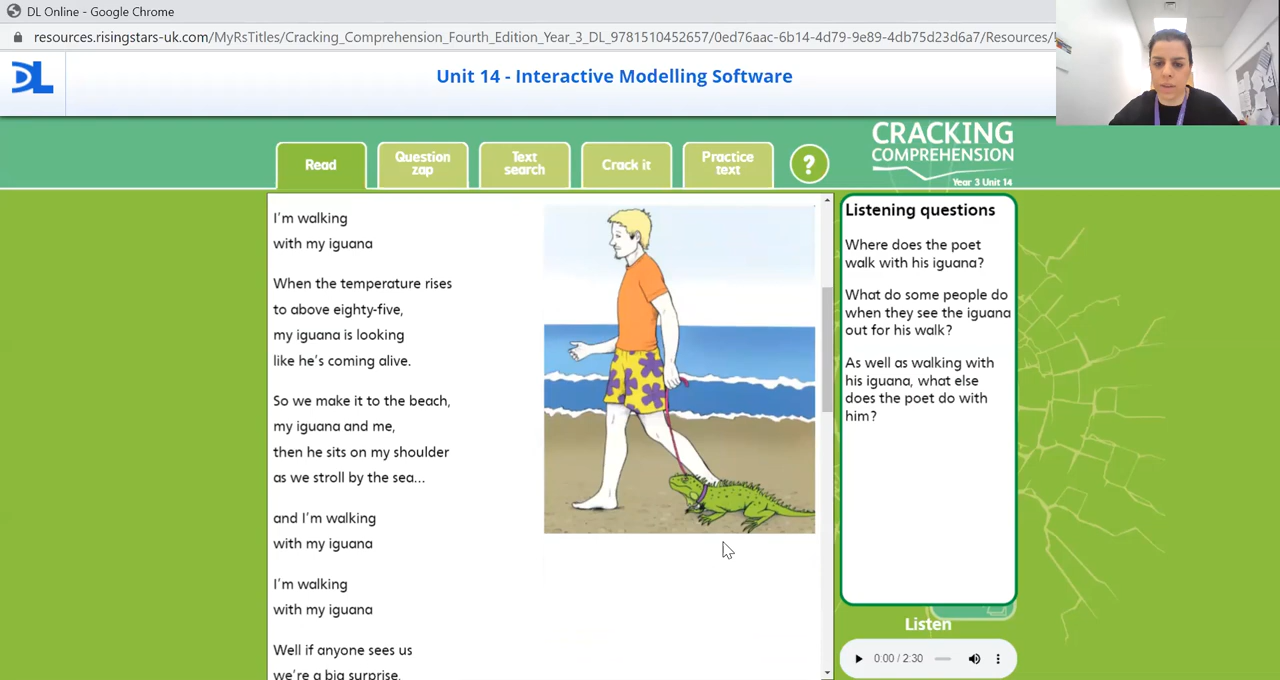 DL Online - Google Chrome
resources.risingstars-uk.com/MyRsTitles/Cracking_Comprehension_Fourth_Edition_Year_3_DL_9781510452657/0ed76aac-6b14-4d79-9e89-4db75d23d6a7/Resources/
DL
Unit 14 - Interactive Modelling Software
Read
Question
zap
Text
search
Crack it
Practice
text
?
CRACKING
COMPREHENSION
Year 3 Unit 14
I'm walking
with my iguana
When the temperature rises
to above eighty-five,
my iguana is looking
like he's coming alive.
So we make it to the beach,
my iguana and me,
then he sits on my shoulder
as we stroll by the sea...
and I'm walking
with my iguana
I'm walking
with my iguana
Well if anyone sees us
we're a big surprise,
Listening questions
Where does the poet
walk with his iguana?
What do some people do
when they see the iguana
out for his walk?
As well as walking with
his iguana, what else
does the poet do with
him?
Listen
0:00 / 2:30